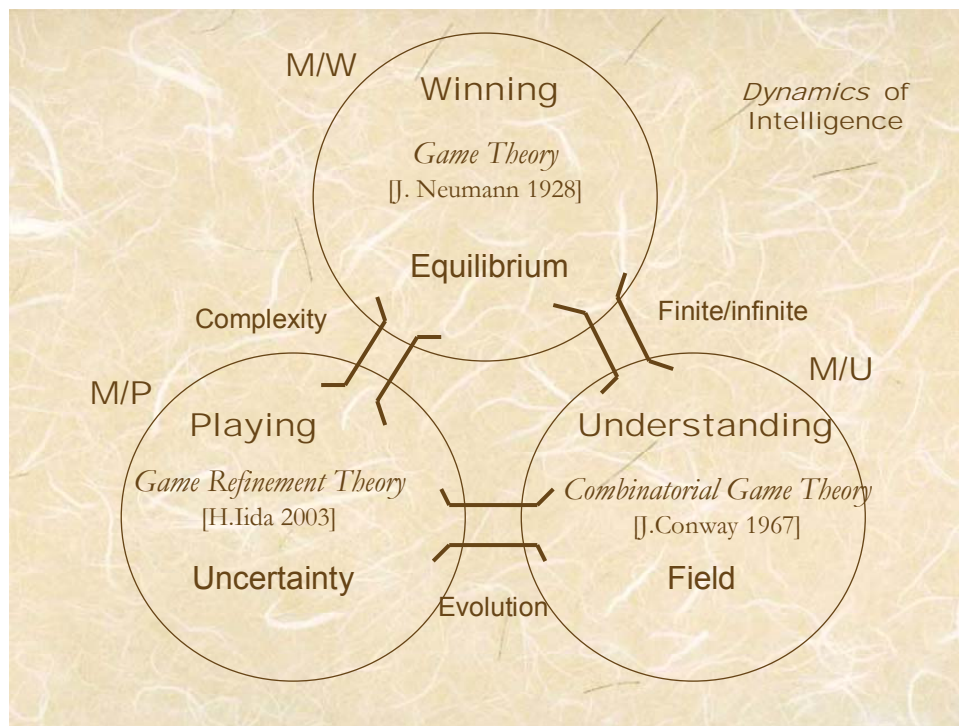 M/W
Winning
Dynamics of
Intelligence
Game Theory
[J. Neumann 1928]
Equilibrium
Complexity
Finite/infinite
M/P
M/U
Playing
Understanding
Game Refinement Theory
[H.Iida 2003]
Combinatorial Game Theory
[J.Conway 1967]
Uncertainty
Field
Evolution